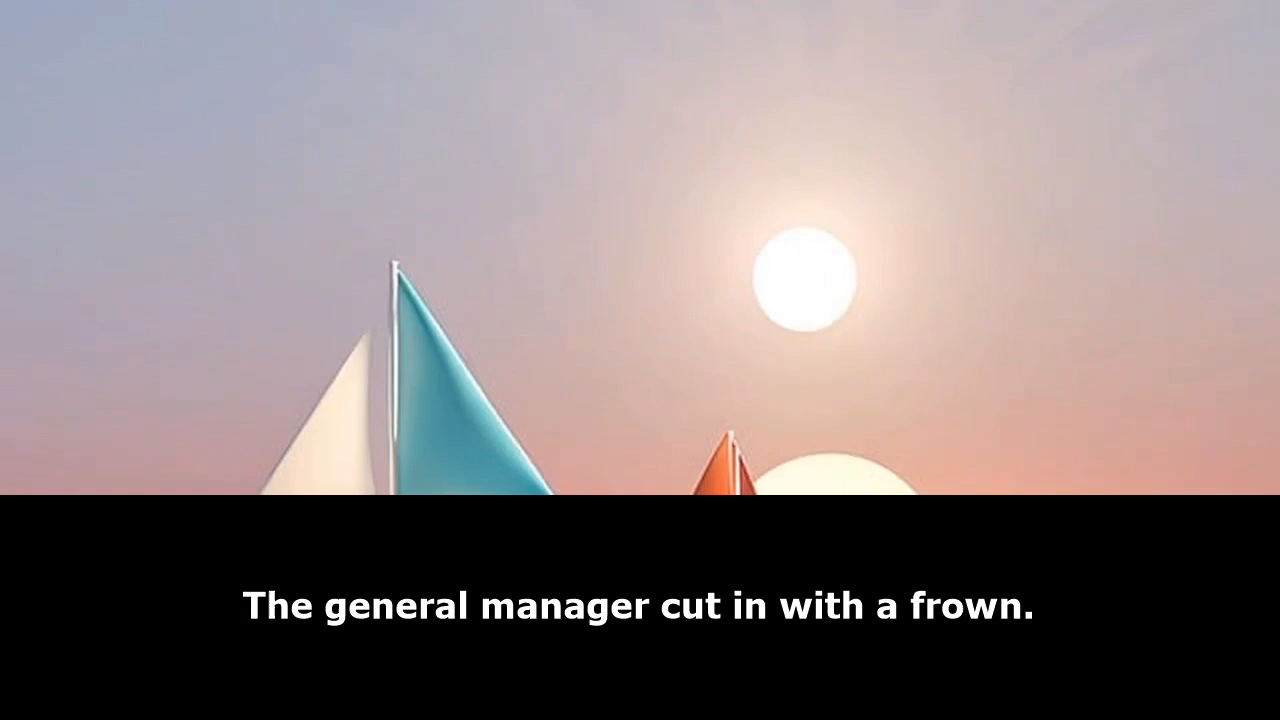 The general manager cut in with a frown.